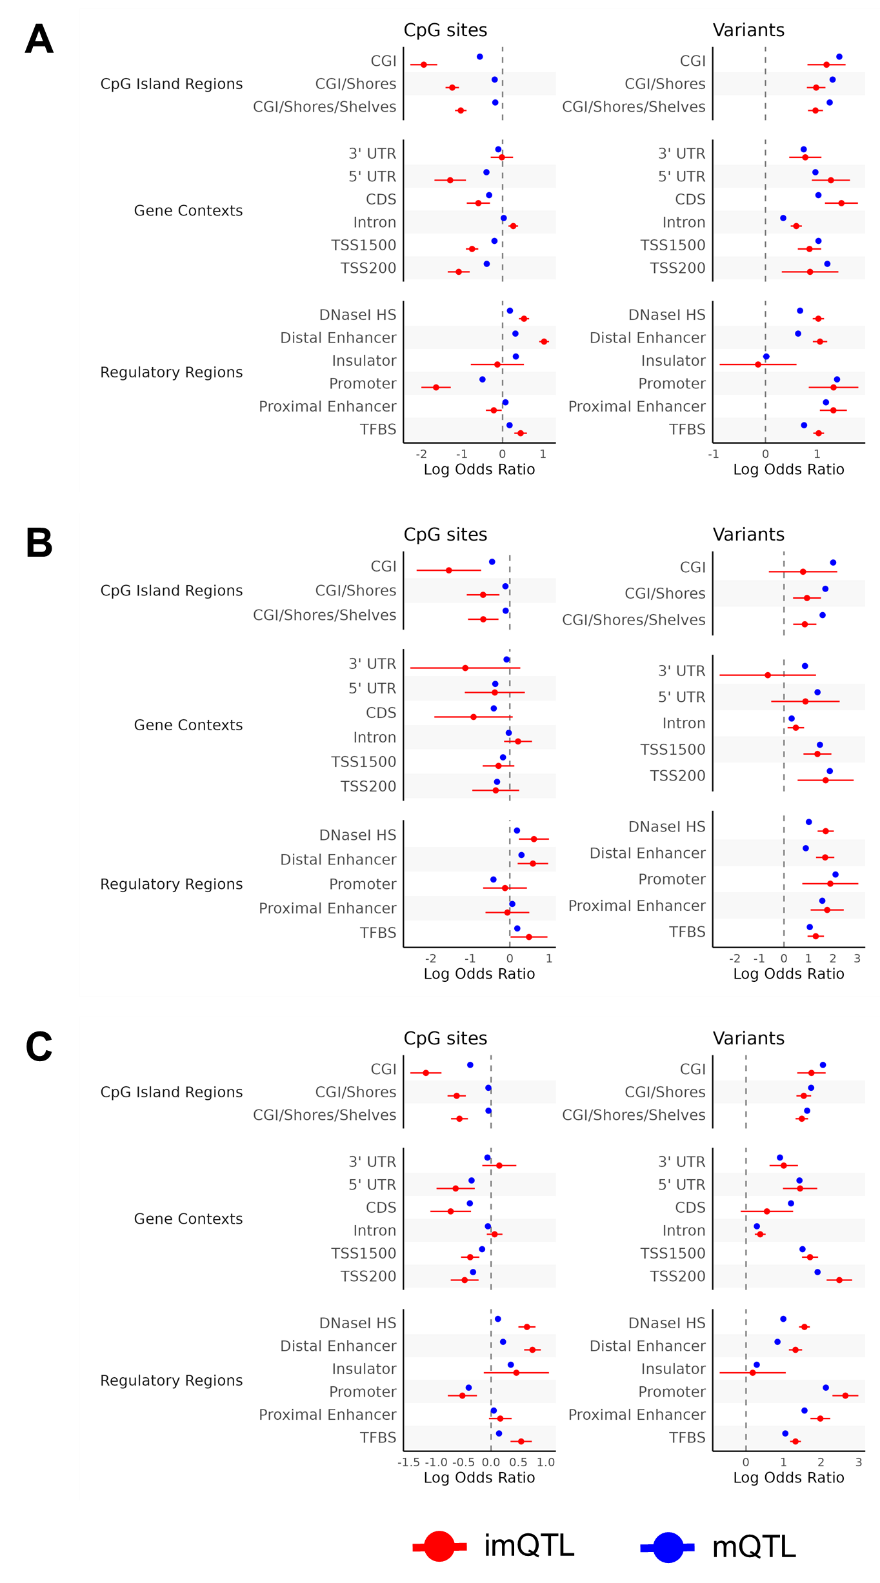 A
CpG sites
Variants
CpG Island Regions
CGI
CGI/Shores
CGI/Shores/Shelves
CGI
CGI/Shores
CGI/Shores/Shelves
Gene Contexts
3' UTR
5' UTR
CDS
Intron
TSS1500
TSS200
3' UTR
5' UTR
CDS
Intron
TSS1500
TSS200
Regulatory Regions
DNaseI HS
Distal Enhancer
Insulator
Promoter
Proximal Enhancer
TFBS
DNaseI HS
Distal Enhancer
Insulator
Promoter
Proximal Enhancer
TFBS
-2 -1 0 1
-1 0 1
Log Odds Ratio
Log Odds Ratio
B
CpG sites
Variants
CpG Island Regions
CGI
CGI/Shores
CGI/Shores/Shelves
CGI
CGI/Shores
CGI/Shores/Shelves
Gene Contexts
3' UTR
5' UTR
CDS
Intron
TSS1500
TSS200
3' UTR
5' UTR
Intron
TSS1500
TSS200
Regulatory Regions
DNaseI HS
Distal Enhancer
Promoter
Proximal Enhancer
TFBS
DNaseI HS
Distal Enhancer
Promoter
Proximal Enhancer
TFBS
-2 -1 0 1
-2 -1 0 1 2 3
Log Odds Ratio
Log Odds Ratio
C
CpG sites
Variants
CpG Island Regions
CGI
CGI/Shores
CGI/Shores/Shelves
CGI
CGI/Shores
CGI/Shores/Shelves
Gene Contexts
3' UTR
5' UTR
CDS
Intron
TSS1500
TSS200
3' UTR
5' UTR
CDS
Intron
TSS1500
TSS200
Regulatory Regions
DNaseI HS
Distal Enhancer
Insulator
Promoter
Proximal Enhancer
TFBS
DNaseI HS
Distal Enhancer
Insulator
Promoter
Proximal Enhancer
TFBS
-1.5 -1.0 -0.5 0.0 0.5 1.0
0 1 2 3
Log Odds Ratio
Log Odds Ratio
imQTL
mQTL